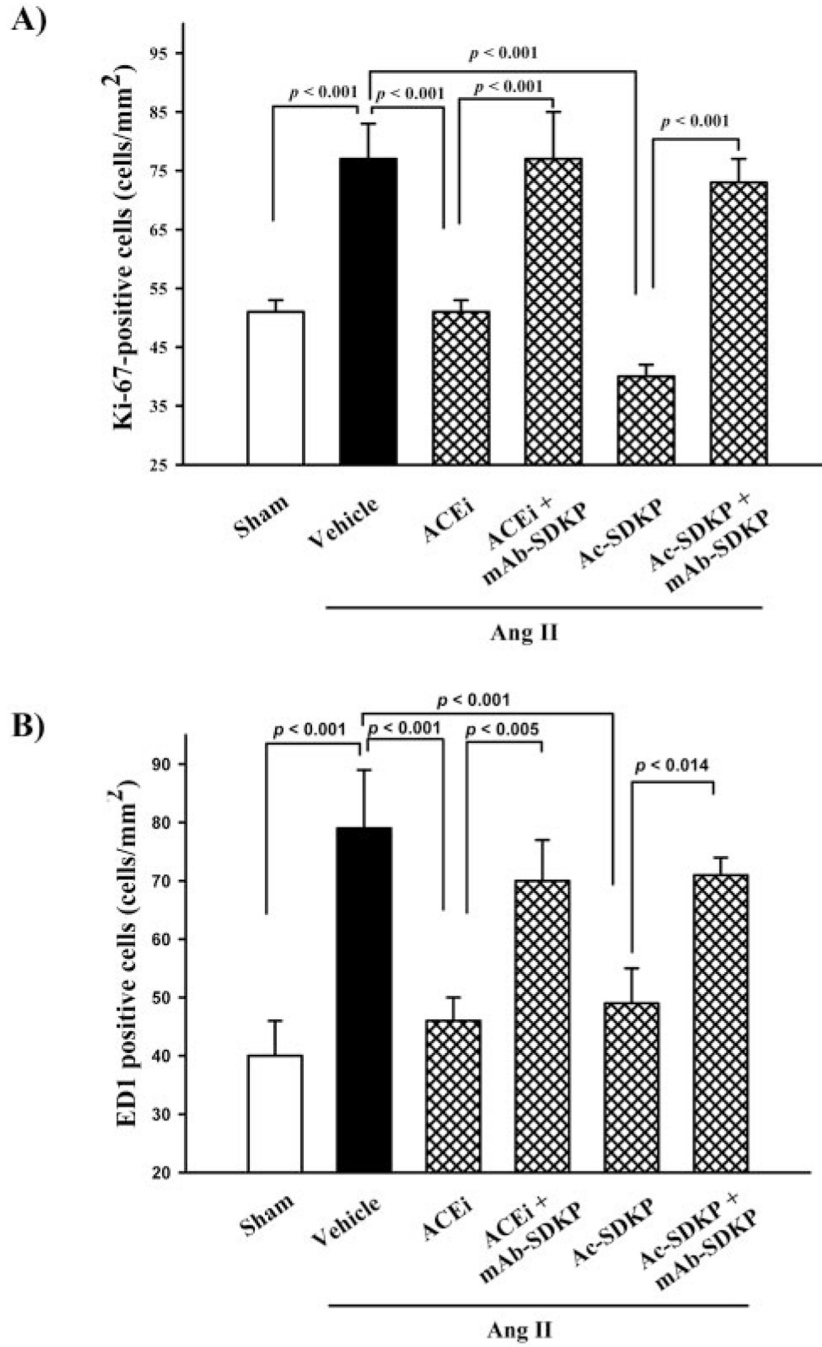 A)
Ki-67-positive cells (cells/mm2)
95
85
75
65
55
45
35
25
p < 0.001
p < 0.001
p < 0.001
p < 0.001
p < 0.001
Sham
Vehicle
ACEi
ACEi +
mAb-SDKP
Ac-SDKP
Ac-SDKP +
mAb-SDKP
Ang II
B)
ED1 positive cells (cells/mm2)
90
80
70
60
50
40
30
20
p < 0.001
p < 0.001
p < 0.001
p < 0.005
p < 0.014
Sham
Vehicle
ACEi
ACEi +
mAb-SDKP
Ac-SDKP
Ac-SDKP +
mAb-SDKP
Ang II